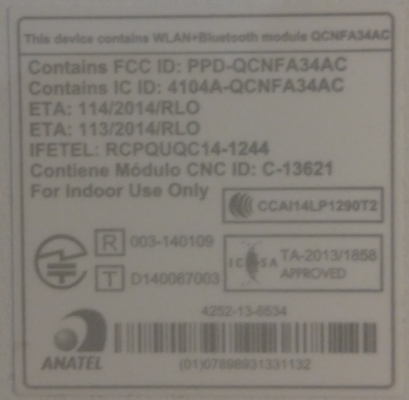 This device contains WLAN+Bluetooth module QCNFA34AC
Contains FCC ID: PPD-QCNFA34AC
Contains IC ID: 4104A-QCNFA34AC
ETA: 114/2014/RLO
ETA: 113/2014/RLO
IFETEL: RCPQUQC14-1244
Contiene Módulo CNC ID: C-13621
For Indoor Use Only
CCAI14LP1290T2
R 003-140109
T D140067003
ICASA TA-2013/1858
APPROVED
4252-13-6534
ANATEL
(01)07898931331132